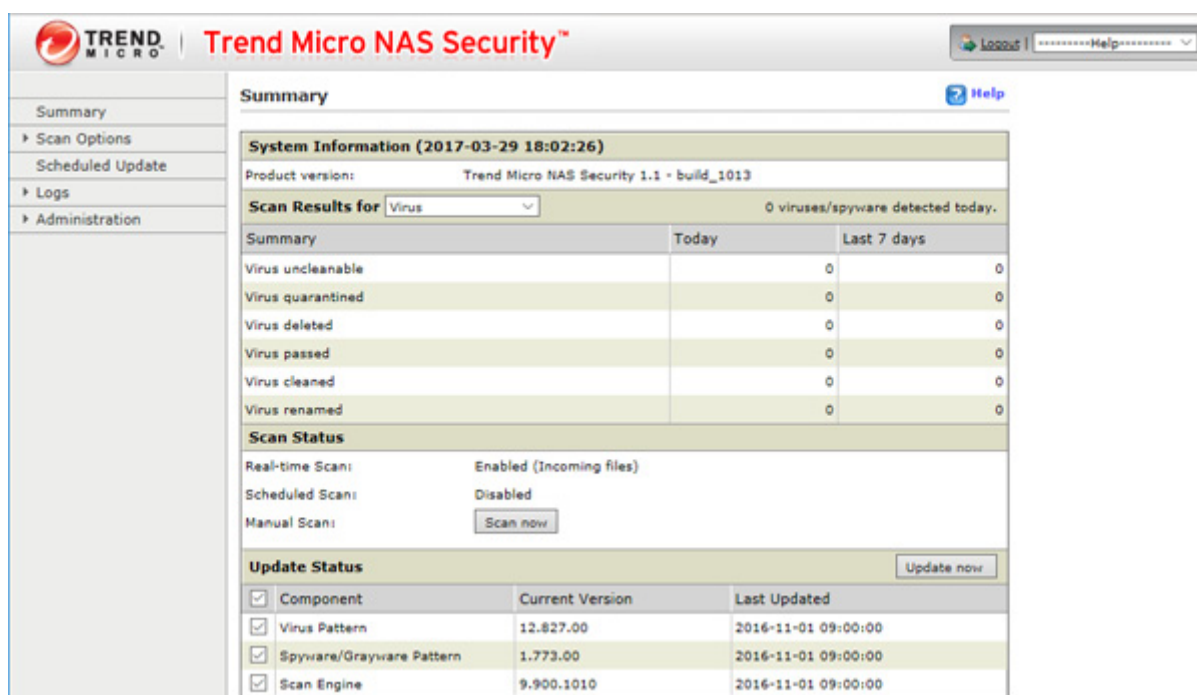 TREND MICRO
Trend Micro NAS Security™
Logout | ---------Help---------
Summary
Scan Options
Scheduled Update
Logs
Administration
Summary
Help
System Information (2017-03-29 18:02:26)
Product version: Trend Micro NAS Security 1.1 - build_1013
Scan Results for Virus 0 viruses/spyware detected today.
Summary Today Last 7 days
Virus uncleanable 0 0
Virus quarantined 0 0
Virus deleted 0 0
Virus passed 0 0
Virus cleaned 0 0
Virus renamed 0 0
Scan Status
Real-time Scan: Enabled (Incoming files)
Scheduled Scan: Disabled
Manual Scan: Scan now
Update Status Update now
Component Current Version Last Updated
Virus Pattern 12.827.00 2016-11-01 09:00:00
Spyware/Grayware Pattern 1.773.00 2016-11-01 09:00:00
Scan Engine 9.900.1010 2016-11-01 09:00:00